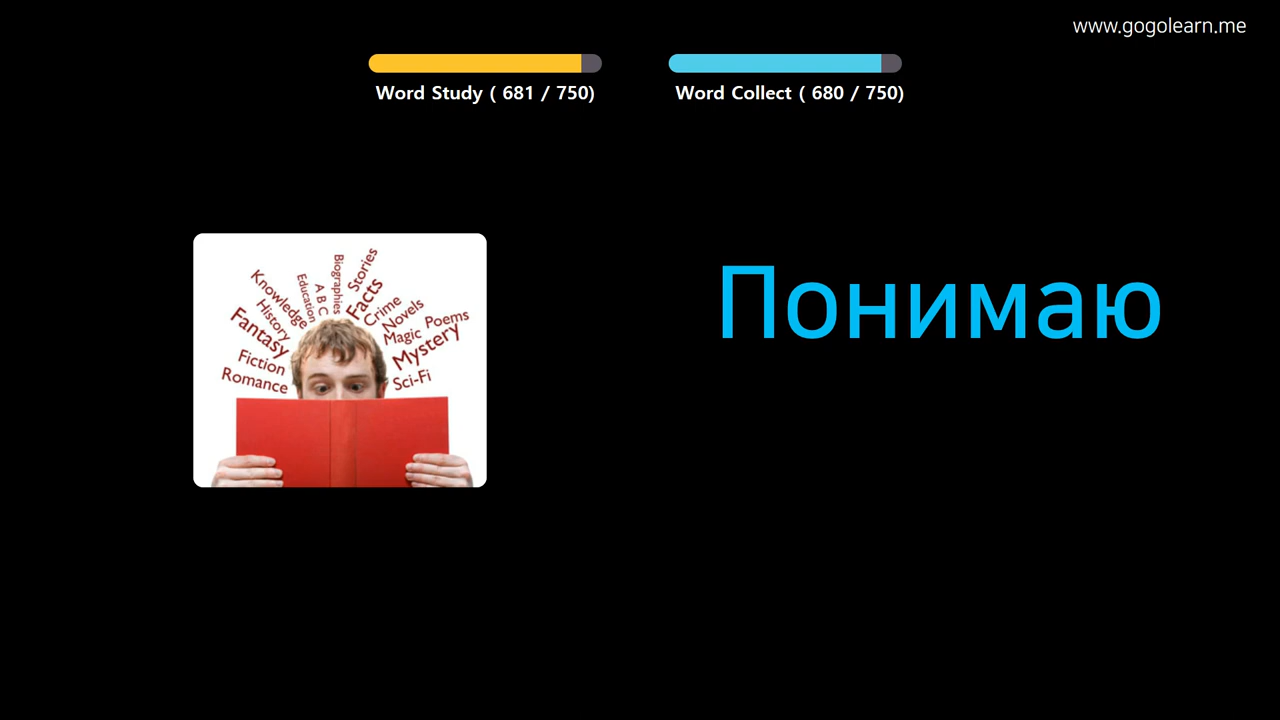 www.gogolearn.me
Word Study ( 681 / 750)
Word Collect ( 680 / 750)
Понимаю
Knowledge
History
Fantasy
Fiction
Romance
Education
A B C
Biographies
Stories
Facts
Crime
Novels
Magic
Poems
Mystery
Sci-Fi